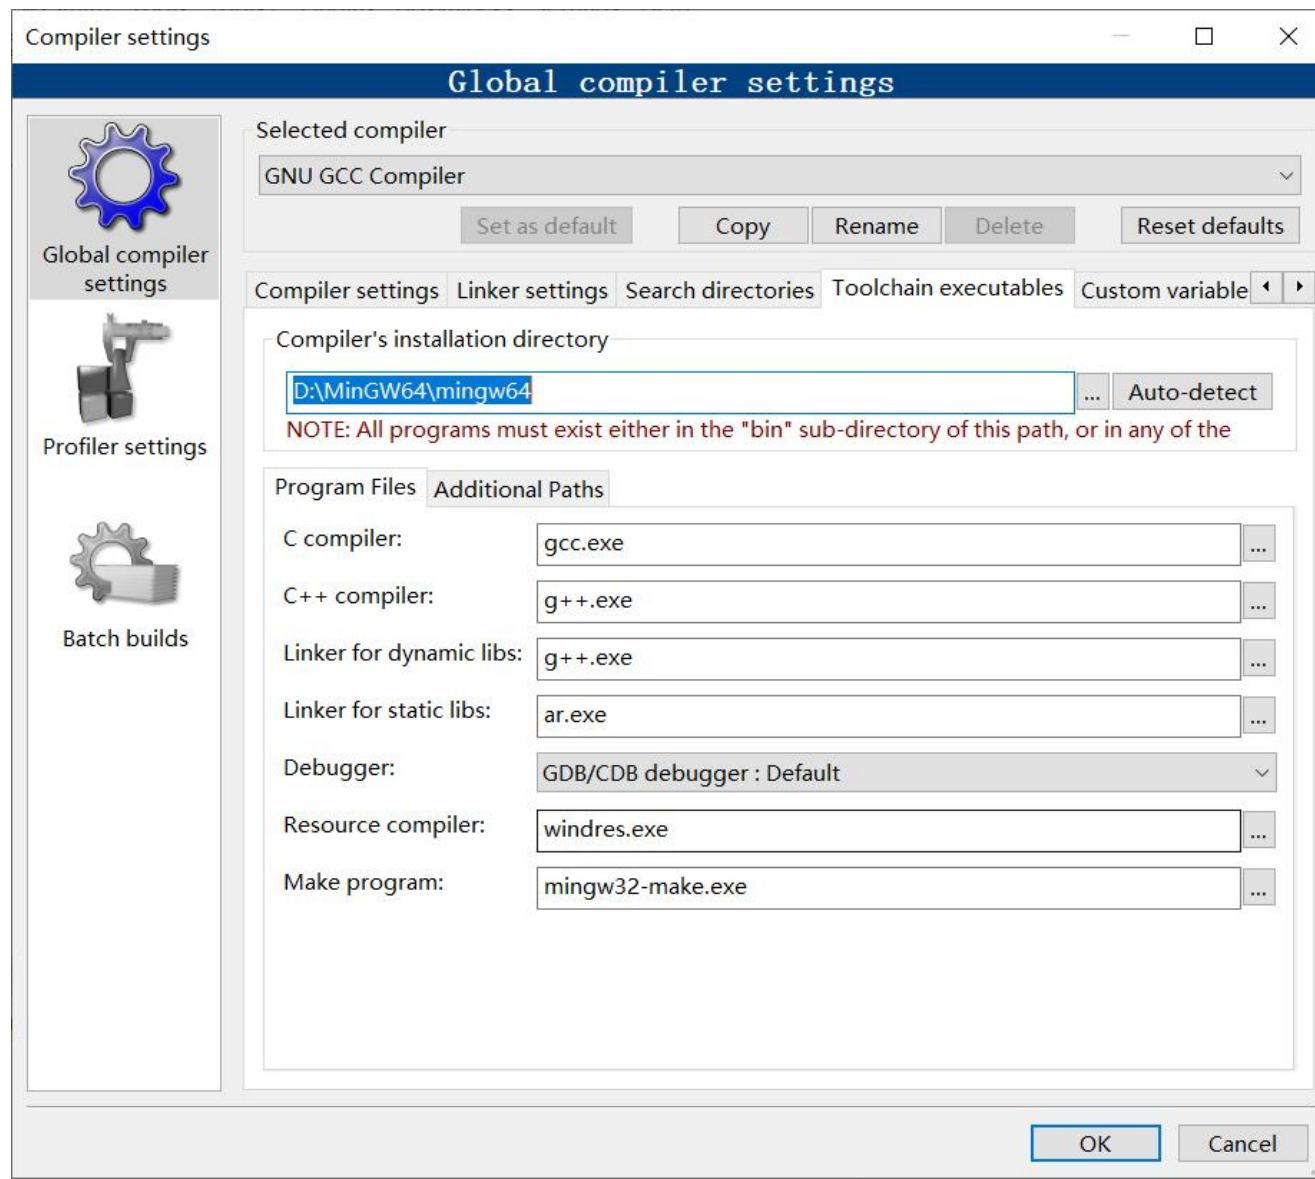 Compiler settings
Global compiler settings
Global compiler
settings
Profiler settings
Batch builds
Selected compiler
GNU GCC Compiler
Set as default Copy Rename Delete Reset defaults
Compiler settings Linker settings Search directories Toolchain executables Custom variable
Compiler's installation directory
D:\MinGW64\mingw64 ... Auto-detect
NOTE: All programs must exist either in the "bin" sub-directory of this path, or in any of the
Program Files Additional Paths
C compiler: gcc.exe ...
C++ compiler: g++.exe ...
Linker for dynamic libs: g++.exe ...
Linker for static libs: ar.exe ...
Debugger: GDB/CDB debugger : Default
Resource compiler: windres.exe ...
Make program: mingw32-make.exe ...
OK Cancel